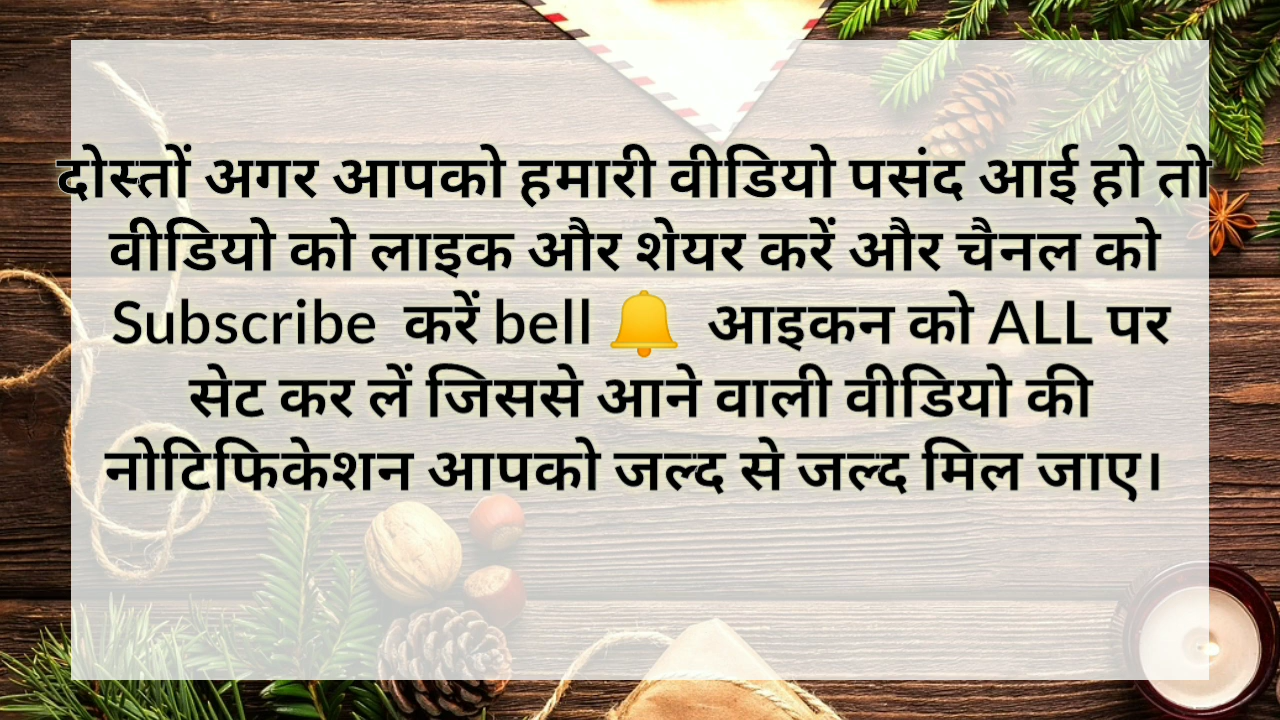 दोस्तों अगर आपको हमारी वीडियो पसंद आई हो तो
वीडियो को लाइक और शेयर करें और चैनल को
Subscribe करें bell 🔔 आइकन को ALL पर
सेट कर लें जिससे आने वाली वीडियो की
नोटिफिकेशन आपको जल्द से जल्द मिल जाए।